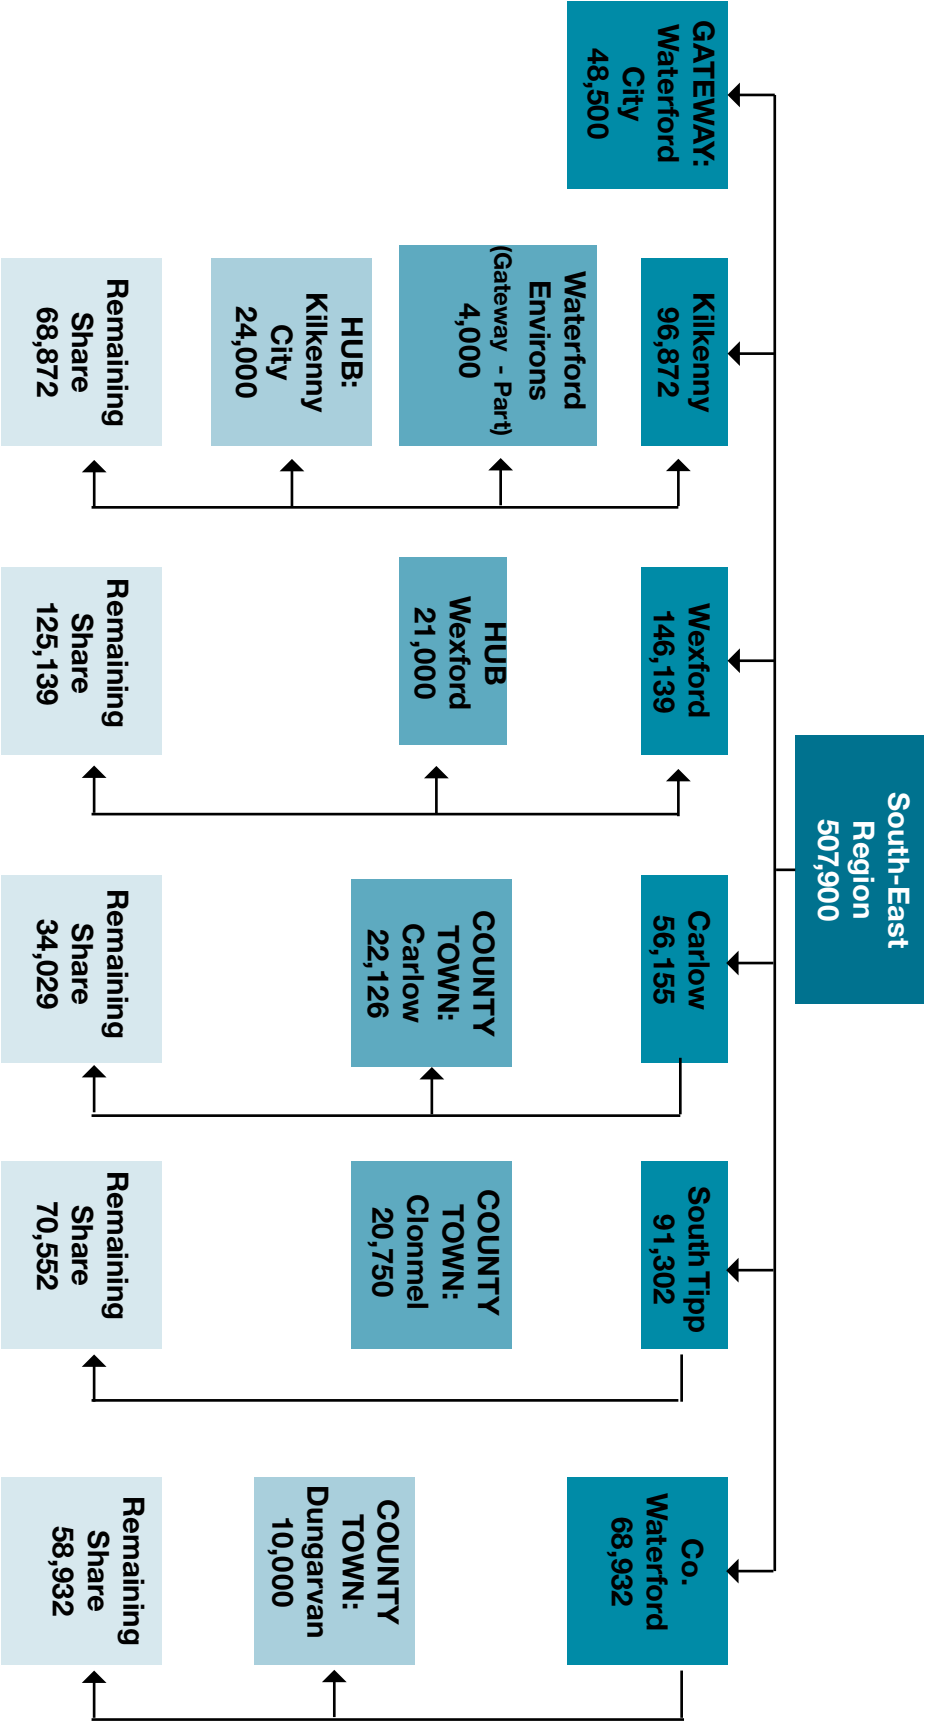 South-East
Region
507,900
GATEWAY:
Waterford
City
48,500
Kilkenny
96,872
Wexford
146,139
Carlow
56,155
South Tipp
91,302
Co.
Waterford
68,932
Waterford
Environs
(Gateway - Part)
4,000
HUB:
Kilkenny
City
24,000
Remaining
Share
68,872
HUB
Wexford
21,000
Remaining
Share
125,139
COUNTY
TOWN:
Carlow
22,126
Remaining
Share
34,029
COUNTY
TOWN:
Clonmel
20,750
Remaining
Share
70,552
COUNTY
TOWN:
Dungarvan
10,000
Remaining
Share
58,932